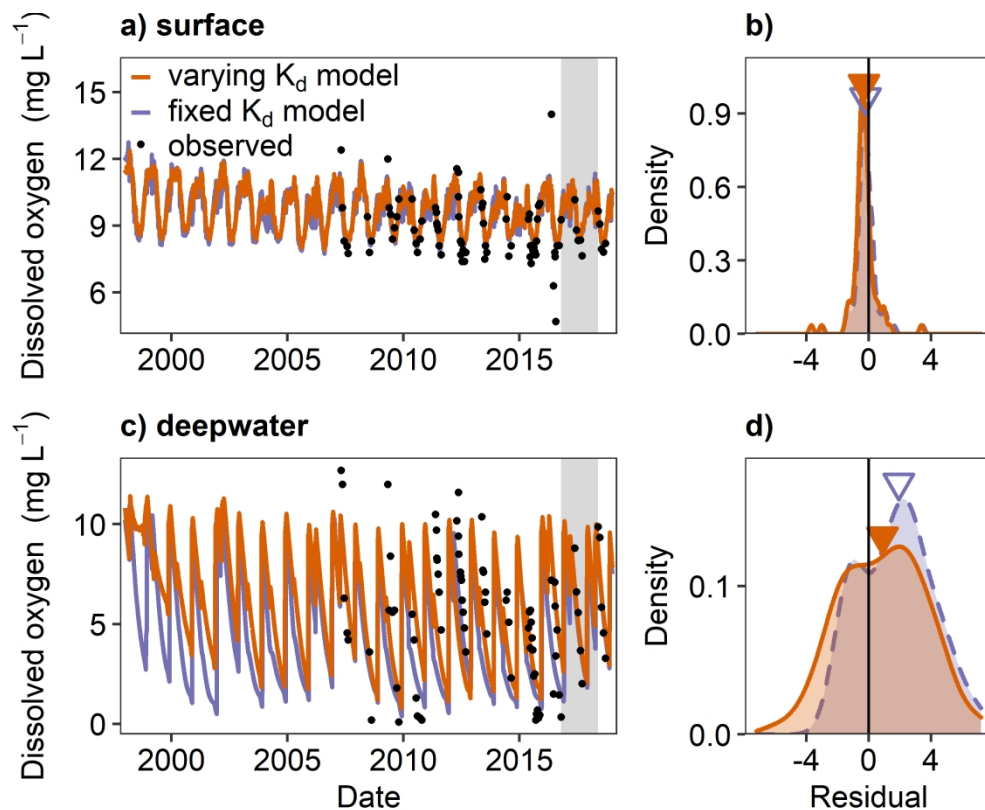 a) surface
Dissolved oxygen (mg L⁻¹)
15
12
9
6
varying Kd model
fixed Kd model
observed
2000 2005 2010 2015
b)
Density
0.9
0.6
0.3
0.0
-4 0 4
c) deepwater
Dissolved oxygen (mg L⁻¹)
10
5
0
2000 2005 2010 2015
Date
d)
Density
0.1
0.0
-4 0 4
Residual